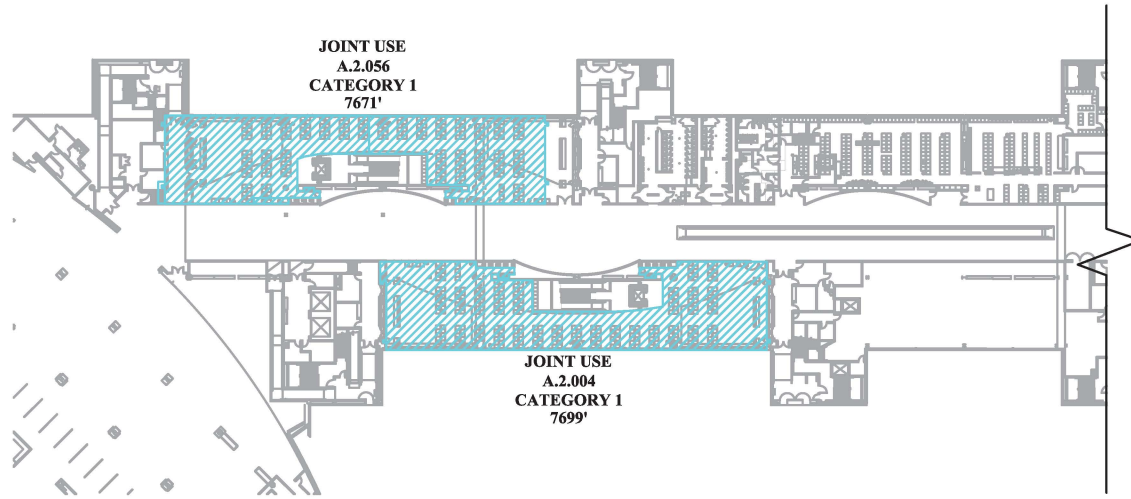 JOINT USE
A.2.056
CATEGORY 1
7671'
JOINT USE
A.2.004
CATEGORY 1
7699'